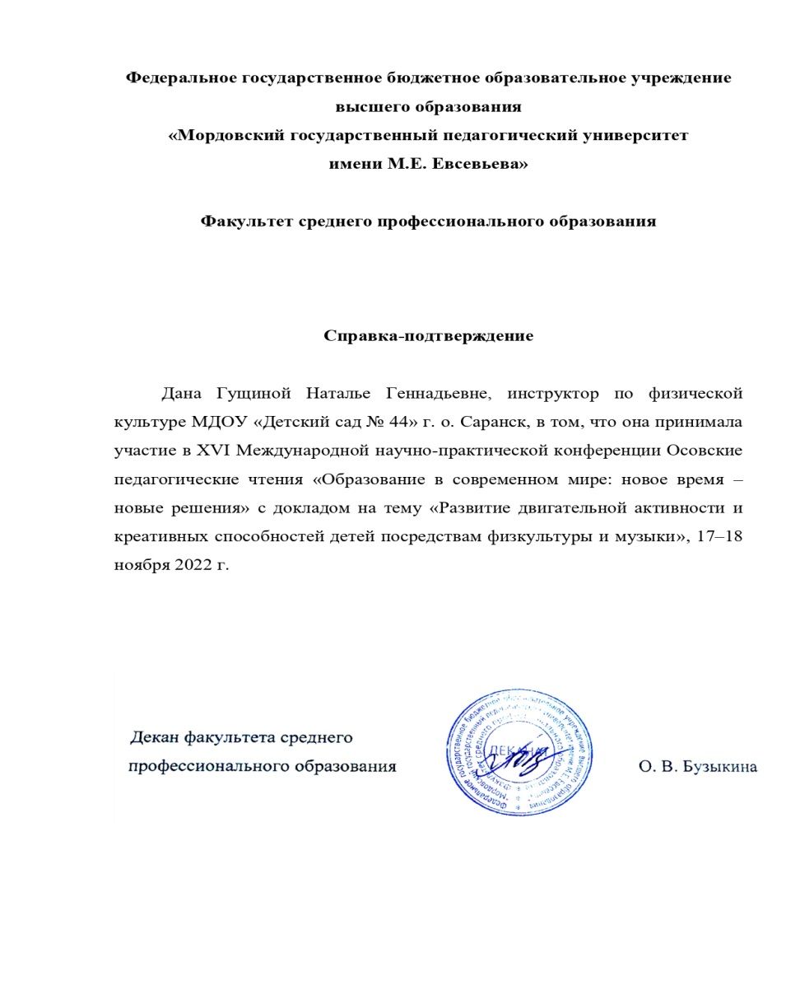 Федеральное государственное бюджетное образовательное учреждение
высшего образования
«Мордовский государственный педагогический университет
имени М.Е. Евсевьева»
Факультет среднего профессионального образования
Справка-подтверждение
Дана Гущиной Наталье Геннадьевне, инструктор по физической
культуре МДОУ «Детский сад № 44» г. о. Саранск, в том, что она принимала
участие в XVI Международной научно-практической конференции Осовские
педагогические чтения «Образование в современном мире: новое время –
новые решения» с докладом на тему «Развитие двигательной активности и
креативных способностей детей посредствам физкультуры и музыки», 17–18
ноября 2022 г.
Декан факультета среднего
профессионального образования
ДЕКАНАТ
О. В. Бузыкина